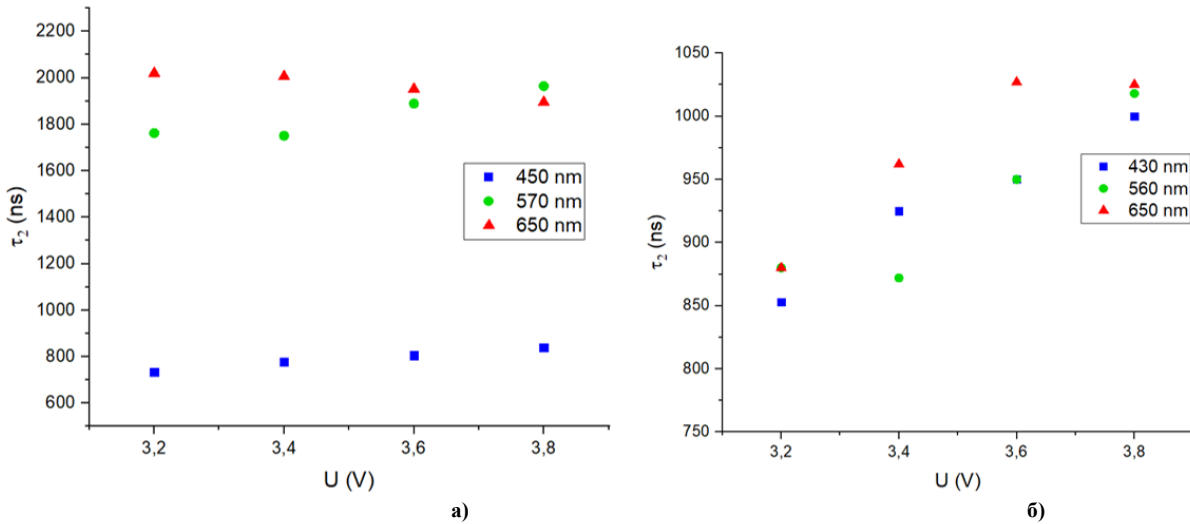 2200
2000
1800
1600
1400
1200
1000
800
600
τ₂ (ns)
450 nm
570 nm
650 nm
3,2 3,4 3,6 3,8
U (V)
а)
1050
1000
950
900
850
800
750
τ₂ (ns)
430 nm
560 nm
650 nm
3,2 3,4 3,6 3,8
U (V)
б)